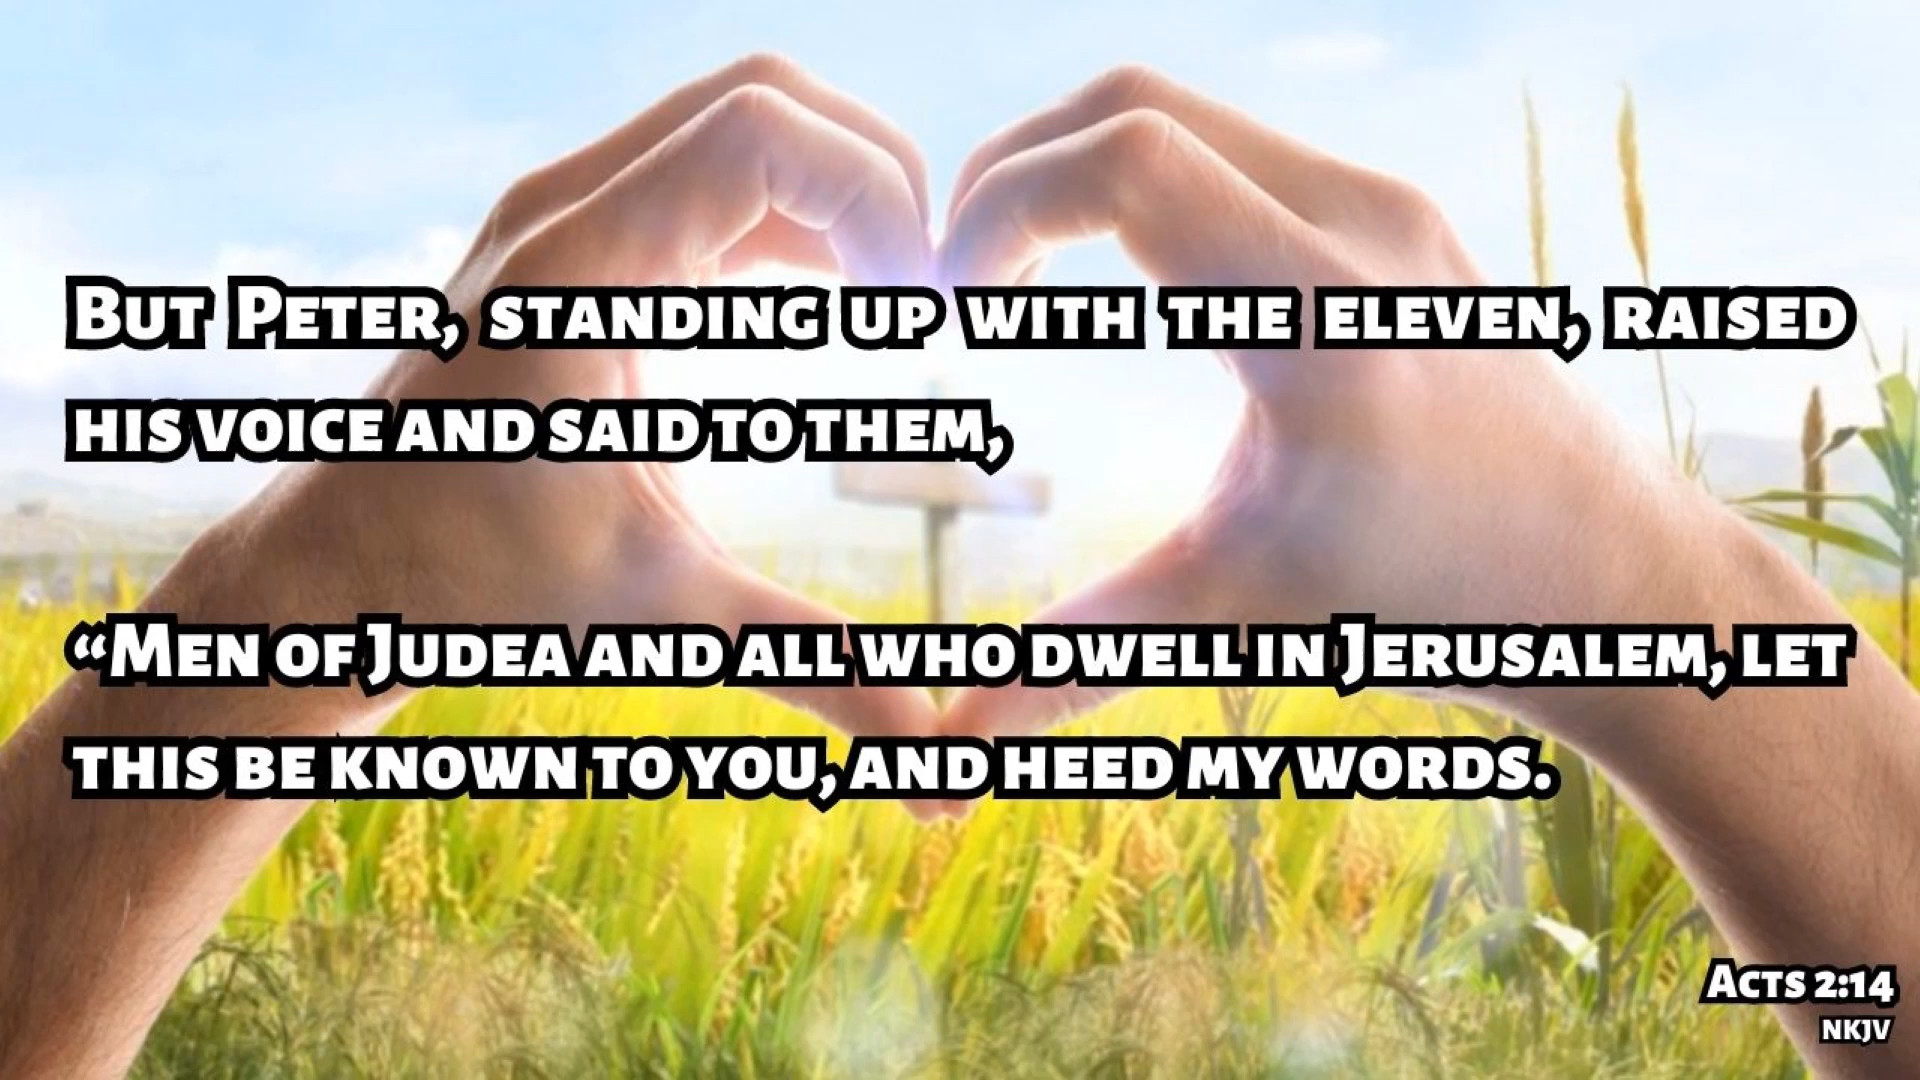 But Peter, standing up with the eleven, raised
his voice and said to them,
“Men of Judea and all who dwell in Jerusalem, let
this be known to you, and heed my words.
Acts 2:14
NKJV